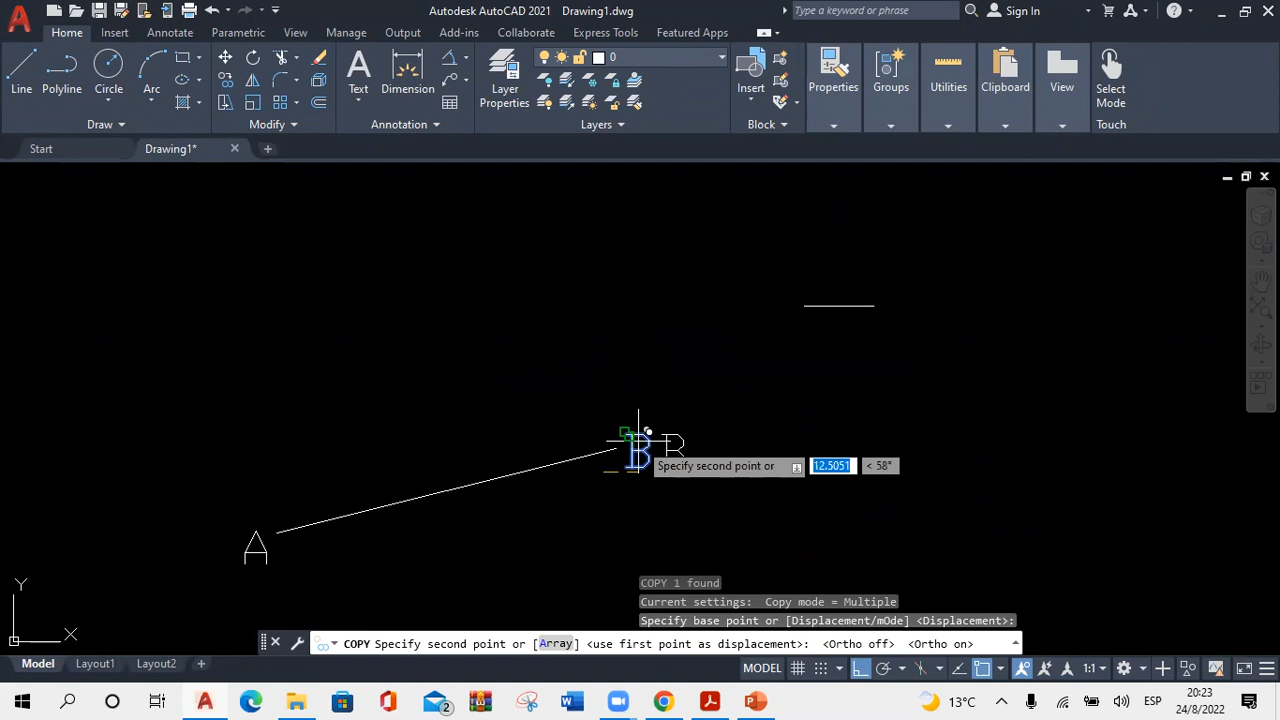 Autodesk AutoCAD 2021 Drawing1.dwg
Type a keyword or phrase
Sign In
Home Insert Annotate Parametric View Manage Output Add-ins Collaborate Express Tools Featured Apps
Line Polyline Circle Arc
Text Dimension
Layer Properties
0
Insert
Properties Groups Utilities Clipboard View
Select Mode
Draw Modify Annotation Layers Block Touch
Start Drawing1*
B R
Specify second point or 12.5051 < 58°
A
Y
X
COPY 1 found
Current settings: Copy mode = Multiple
Specify base point or [Displacement/mOde] <Displacement>:
COPY Specify second point or [Array] <use first point as displacement>: <Ortho off> <Ortho on>
Model Layout1 Layout2
MODEL 1:1
2
13°C
ESP
20:23
24/8/2022